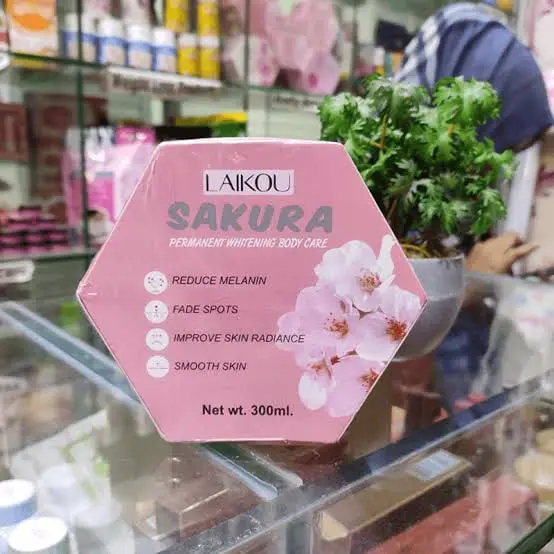 LAIKOU
SAKURA
PERMANENT WHITENING BODY CARE
REDUCE MELANIN
FADE SPOTS
IMPROVE SKIN RADIANCE
SMOOTH SKIN
Net wt. 300ml.